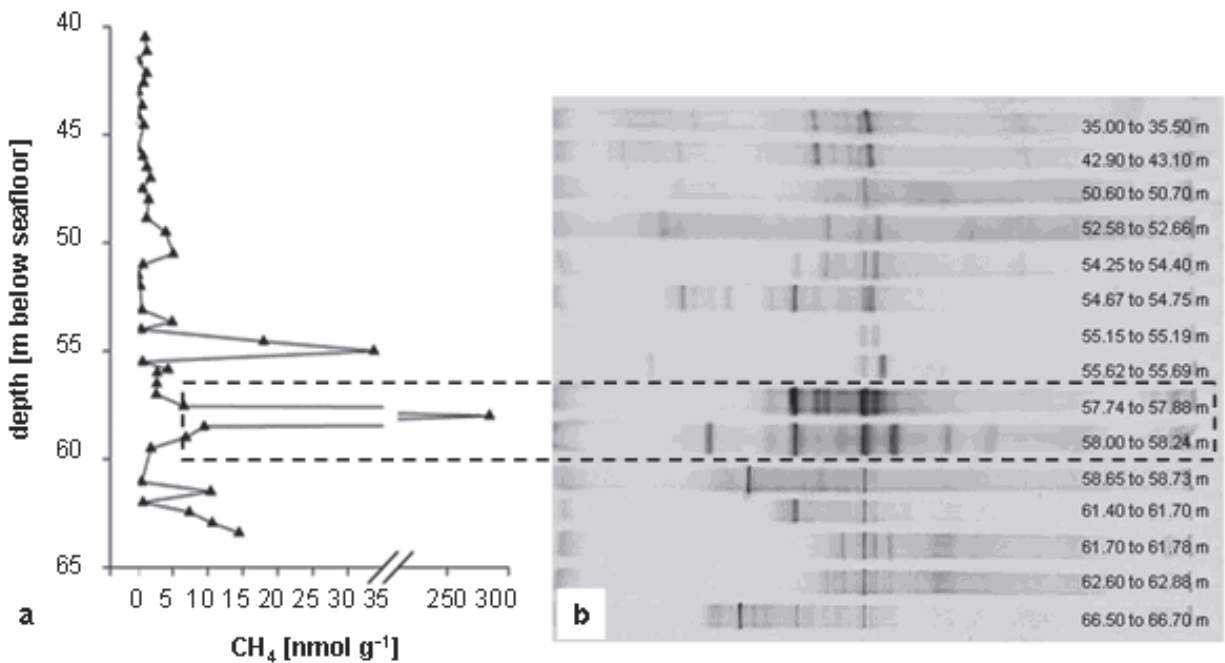 40
45
50
55
60
65
depth [m below seafloor]
0 5 10 15 20 25 30 35 250 300
CH₄ [nmol g⁻¹]
a
35.00 to 35.50 m
42.90 to 43.10 m
50.60 to 50.70 m
52.58 to 52.66 m
54.25 to 54.40 m
54.67 to 54.75 m
55.15 to 55.19 m
55.62 to 55.69 m
57.74 to 57.88 m
58.00 to 58.24 m
58.65 to 58.73 m
61.40 to 61.70 m
61.70 to 61.78 m
62.60 to 62.88 m
66.50 to 66.70 m
b